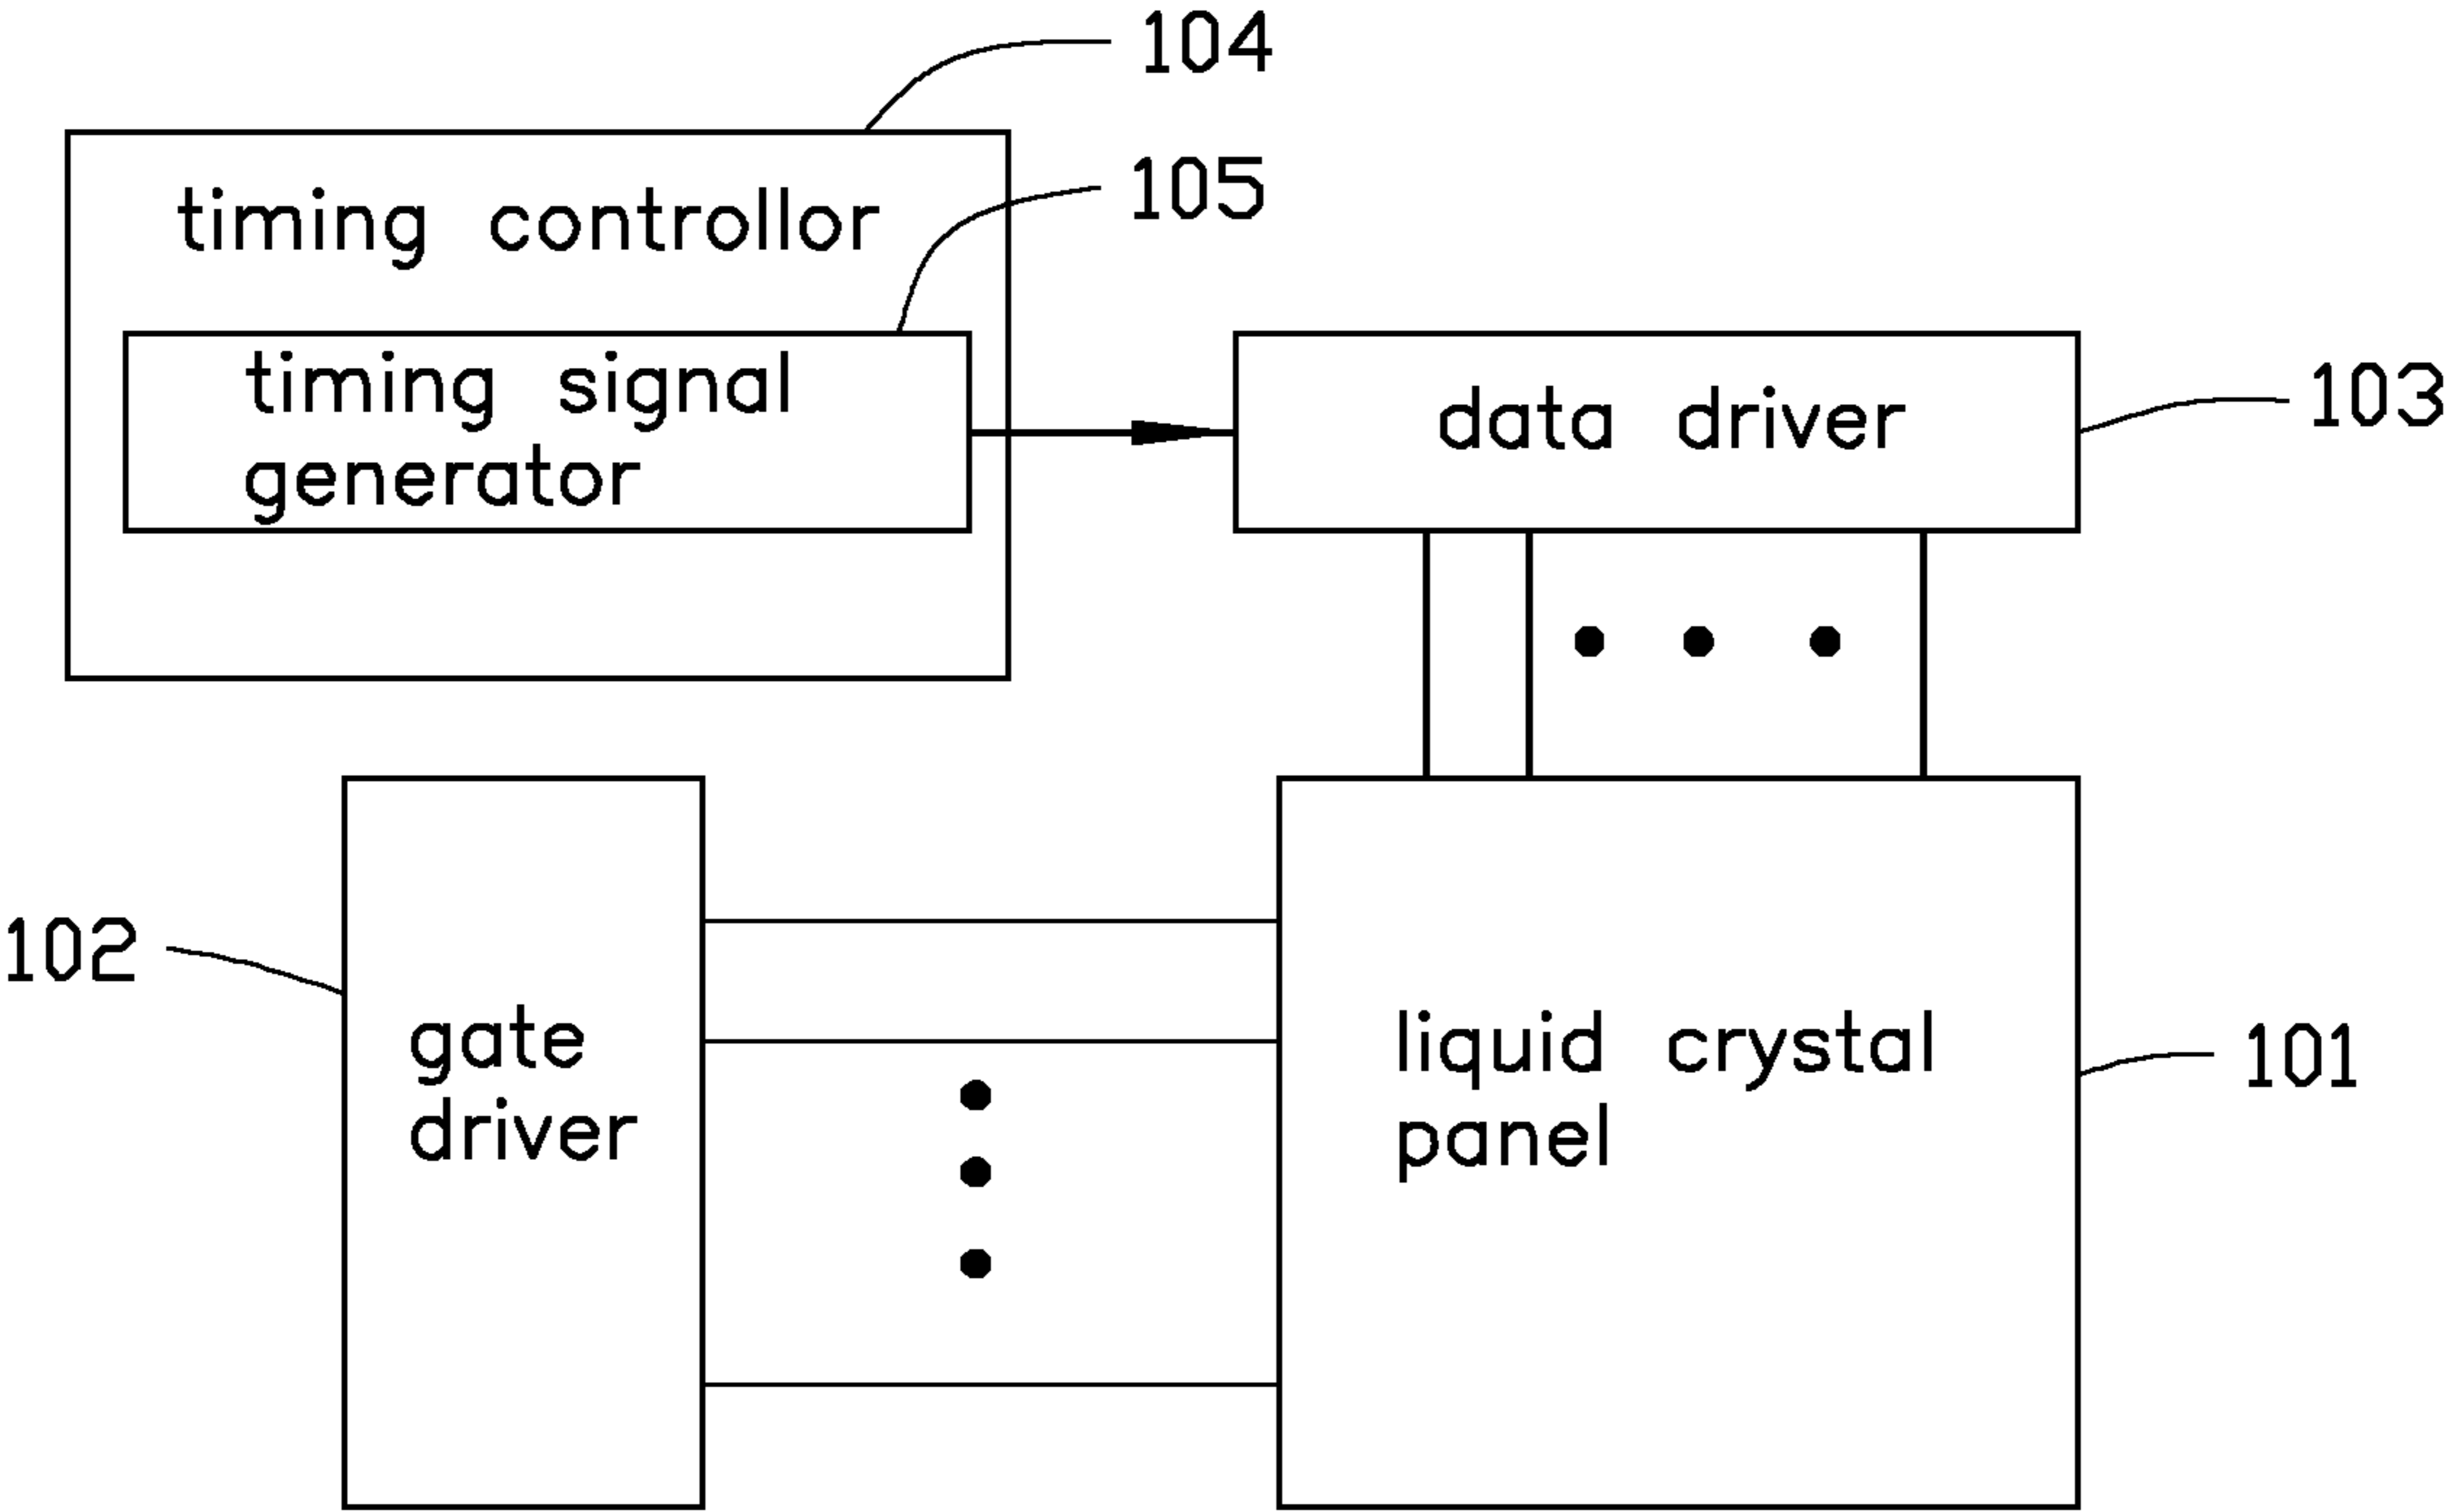 104
timing controllor
105
timing signal
generator
data driver
103
102
gate
driver
liquid crystal
panel
101